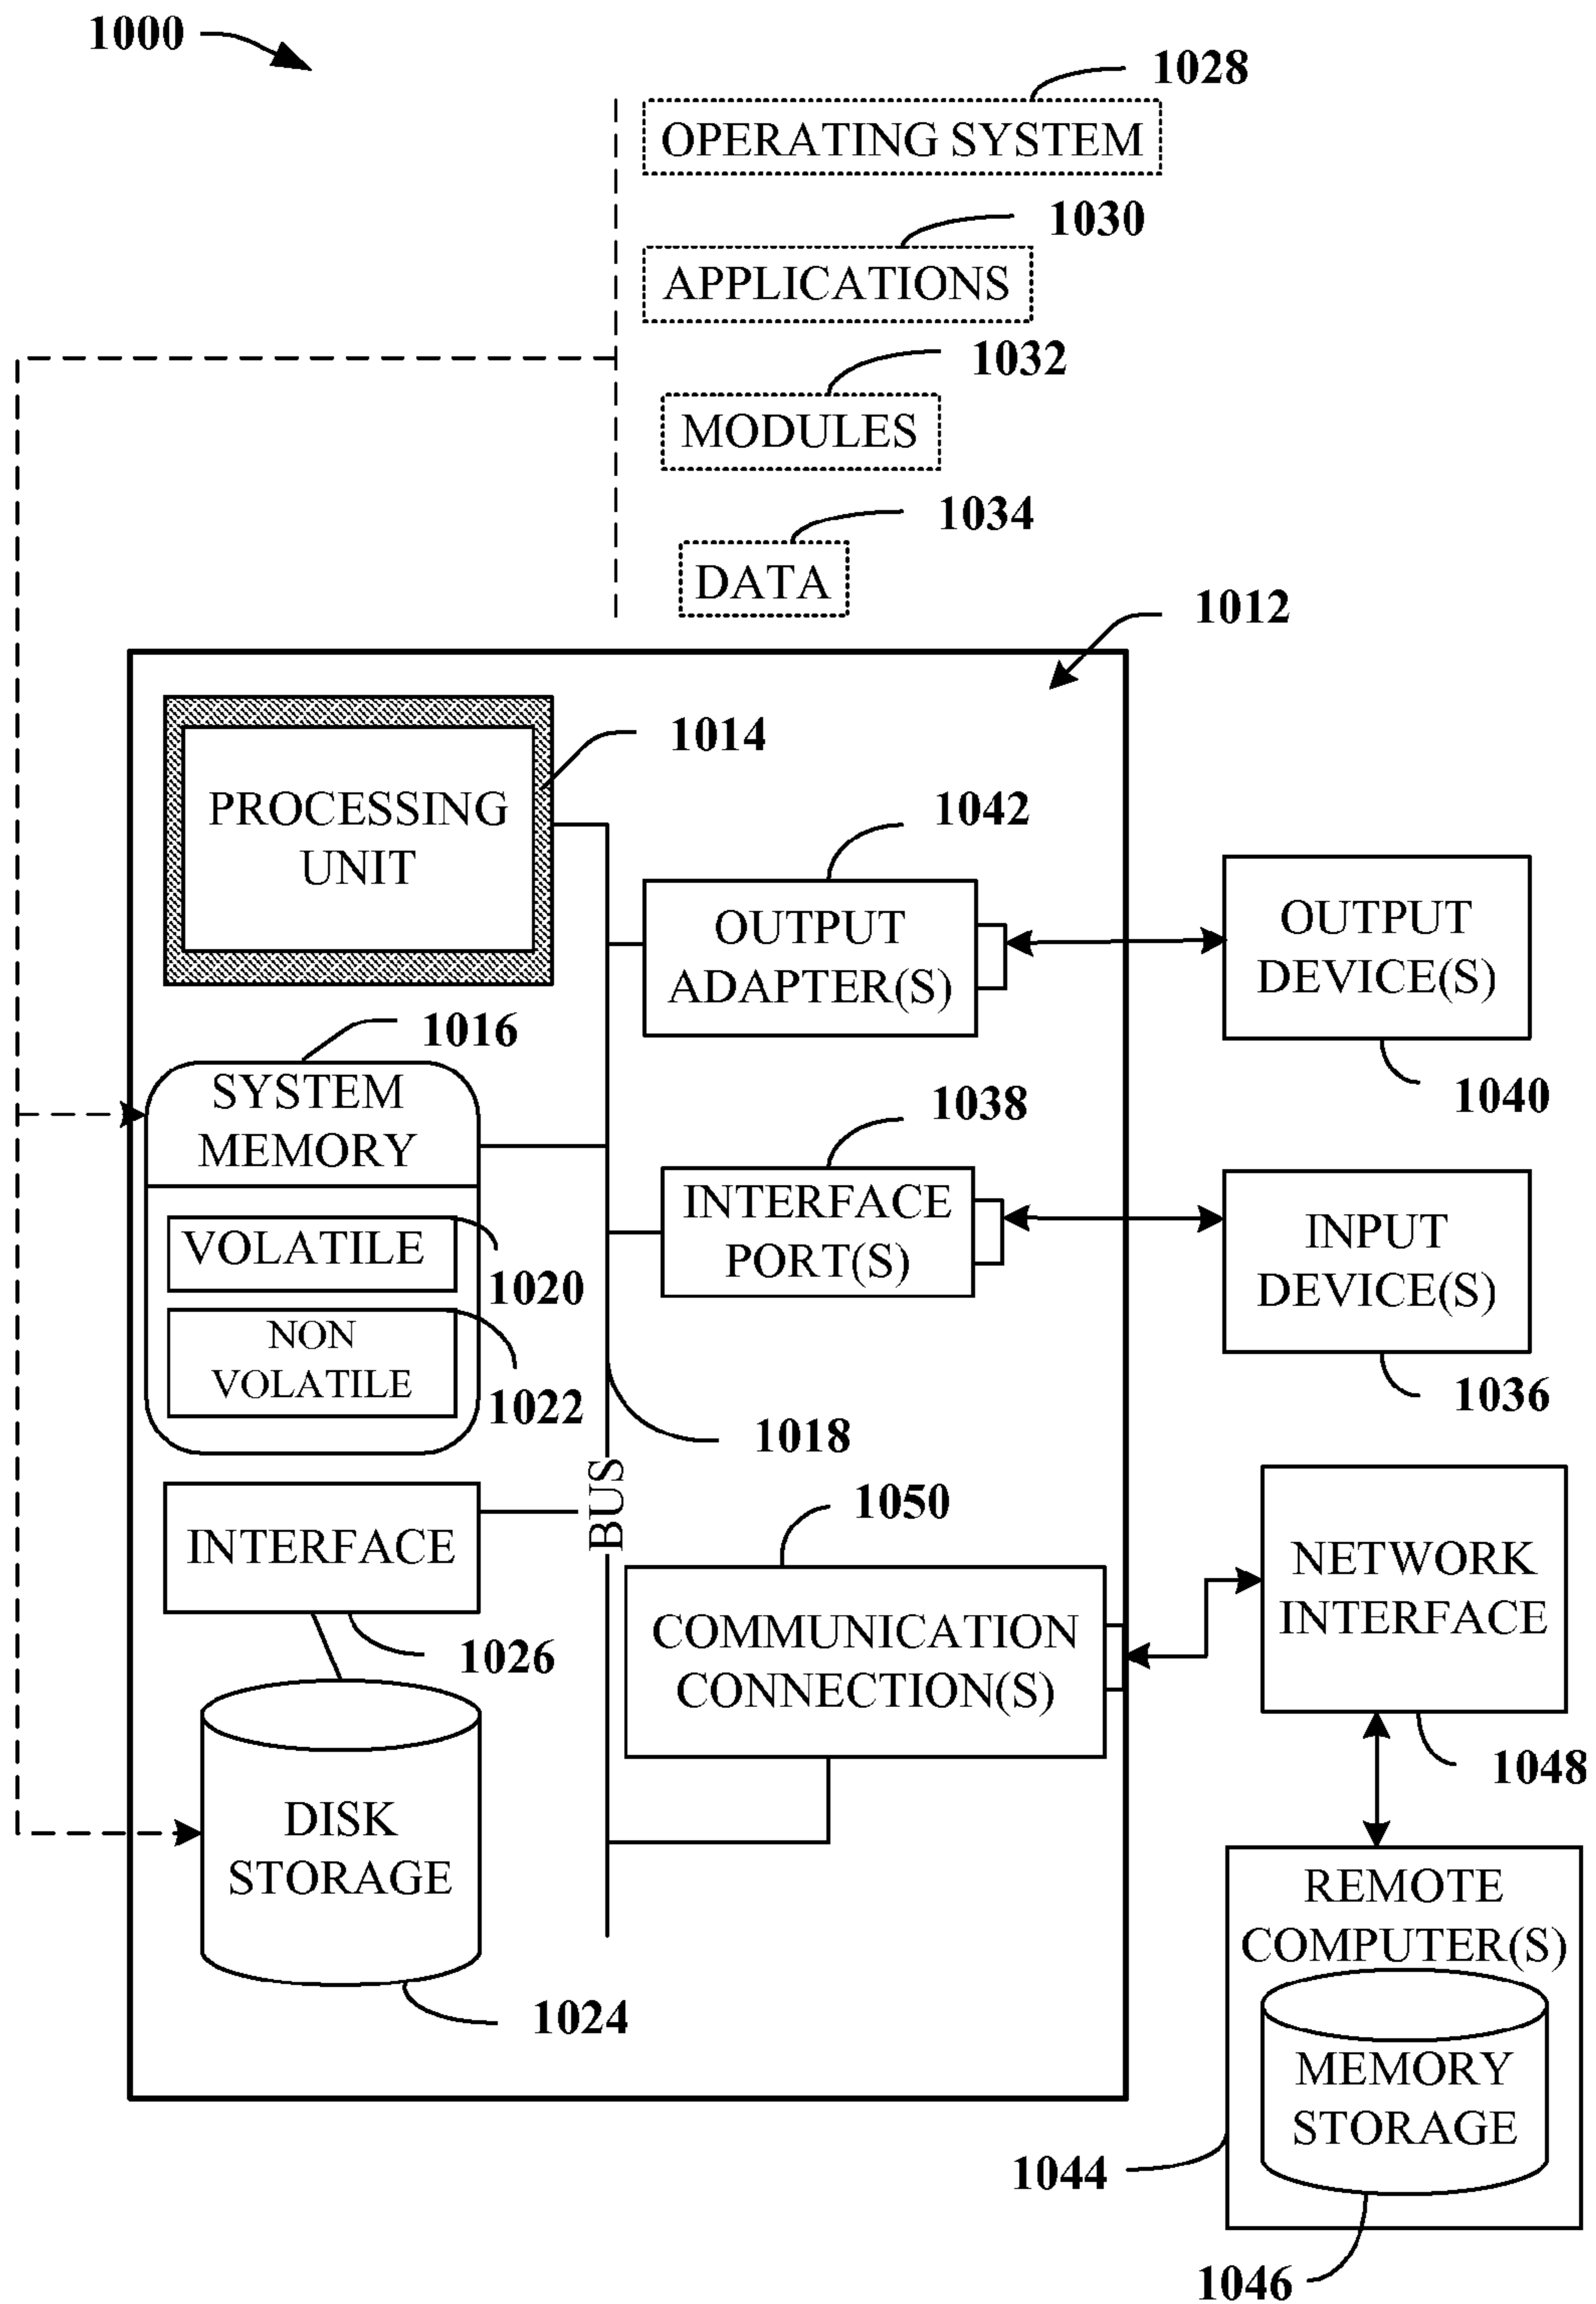 1000
1028
OPERATING SYSTEM
1030
APPLICATIONS
1032
MODULES
1034
DATA
1012
1014
PROCESSING
UNIT
1042
OUTPUT
ADAPTER(S)
OUTPUT
DEVICE(S)
1040
1016
SYSTEM
MEMORY
1038
INTERFACE
PORT(S)
INPUT
DEVICE(S)
1036
VOLATILE
1020
NON
VOLATILE
1022
1018
BUS
INTERFACE
1026
1050
COMMUNICATION
CONNECTION(S)
NETWORK
INTERFACE
1048
DISK
STORAGE
1024
REMOTE
COMPUTER(S)
MEMORY
STORAGE
1044
1046